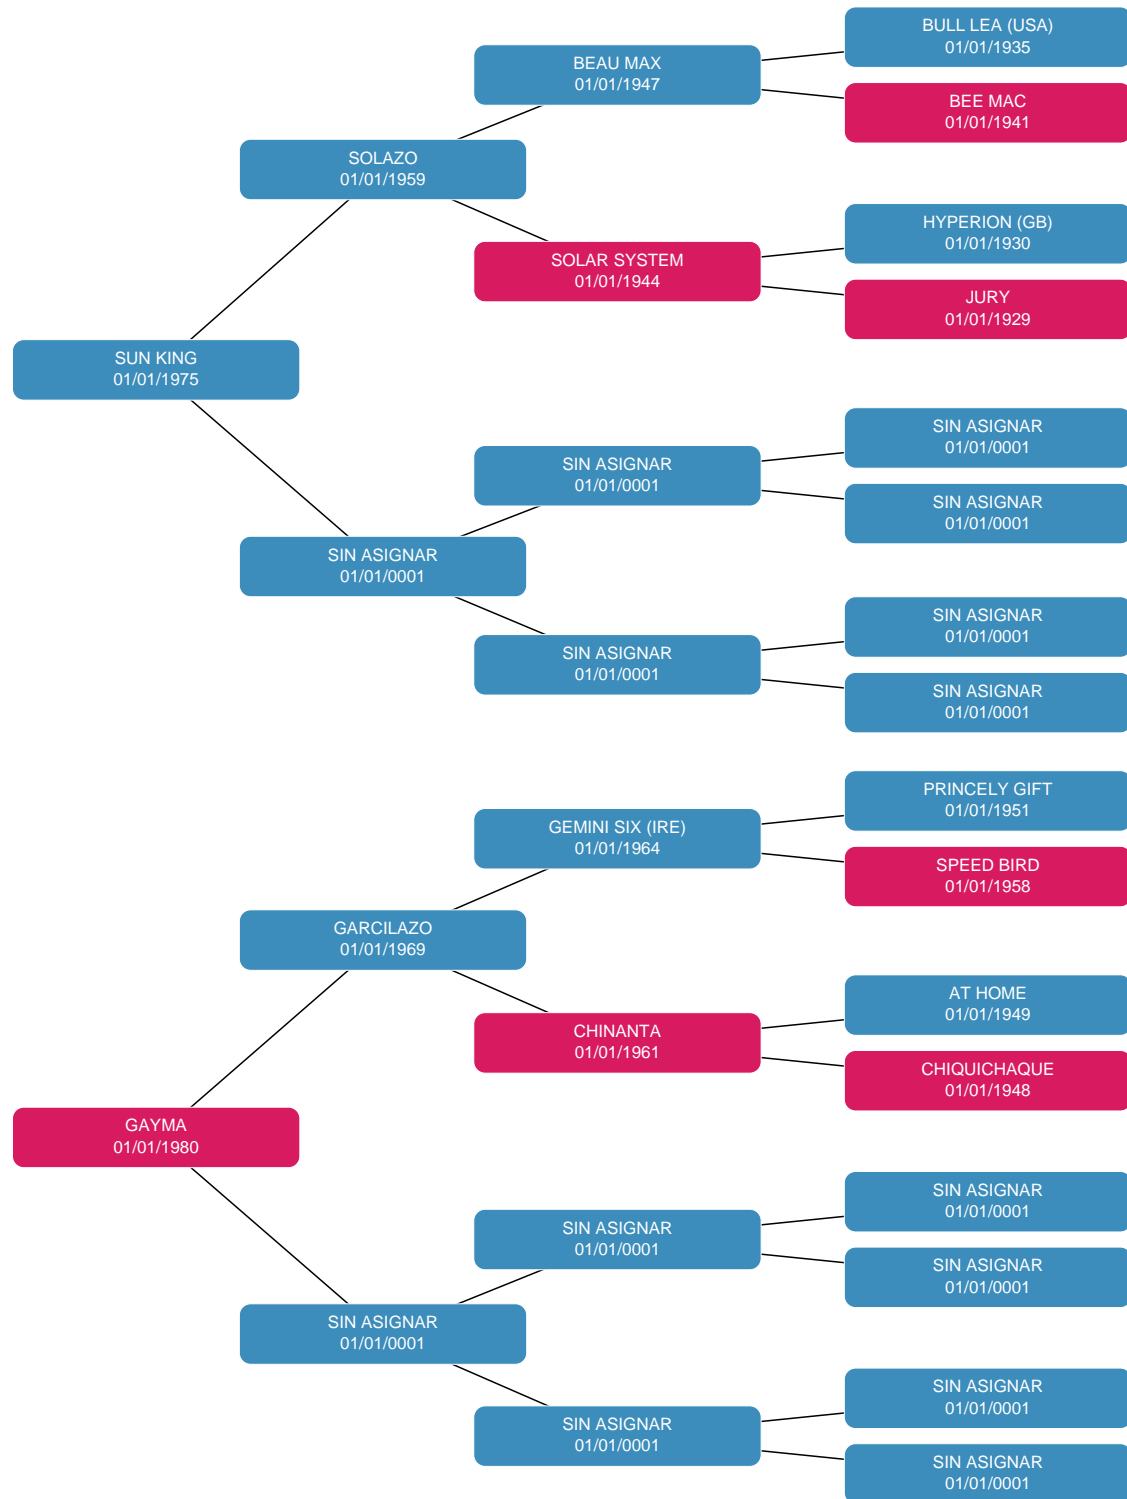 BULL LEA (USA)
01/01/1935
BEAU MAX
01/01/1947
BEE MAC
01/01/1941
SOLAZO
01/01/1959
HYPERION (GB)
01/01/1930
SOLAR SYSTEM
01/01/1944
JURY
01/01/1929
SUN KING
01/01/1975
SIN ASIGNAR
01/01/0001
SIN ASIGNAR
01/01/0001
SIN ASIGNAR
01/01/0001
SIN ASIGNAR
01/01/0001
SIN ASIGNAR
01/01/0001
SIN ASIGNAR
01/01/0001
SIN ASIGNAR
01/01/0001
PRINCELY GIFT
01/01/1951
GEMINI SIX (IRE)
01/01/1964
SPEED BIRD
01/01/1958
GARCILAZO
01/01/1969
AT HOME
01/01/1949
CHINANTA
01/01/1961
CHIQUICHAQUE
01/01/1948
GAYMA
01/01/1980
SIN ASIGNAR
01/01/0001
SIN ASIGNAR
01/01/0001
SIN ASIGNAR
01/01/0001
SIN ASIGNAR
01/01/0001
SIN ASIGNAR
01/01/0001
SIN ASIGNAR
01/01/0001
SIN ASIGNAR
01/01/0001